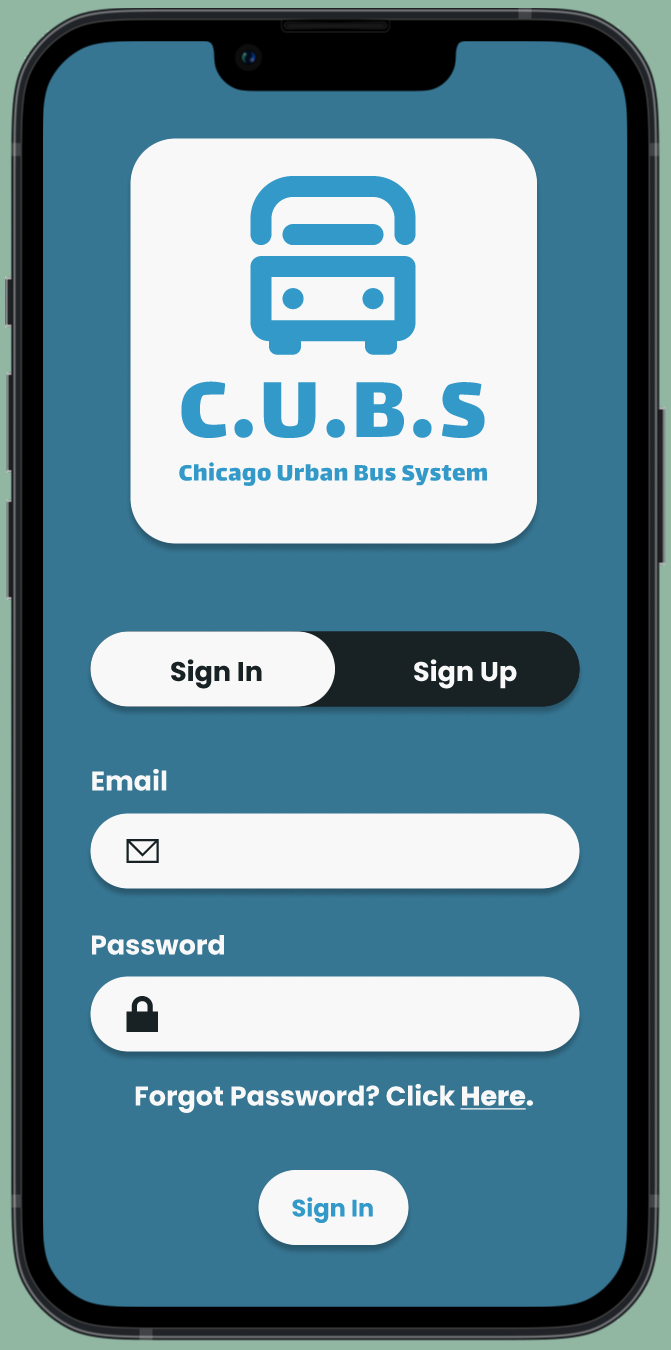 C.U.B.S
Chicago Urban Bus System
Sign In
Sign Up
Email
Password
Forgot Password? Click Here.
Sign In